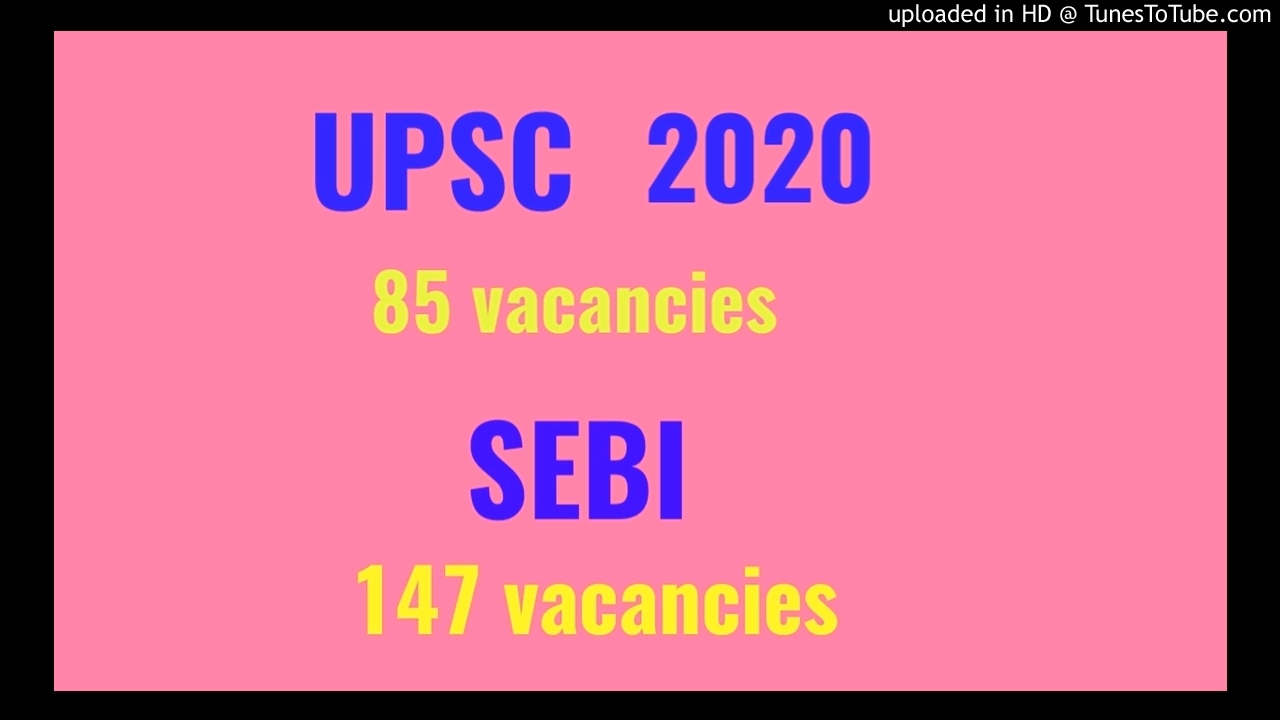 uploaded in HD @ TunesToTube.com
UPSC 2020
85 vacancies
SEBI
147 vacancies